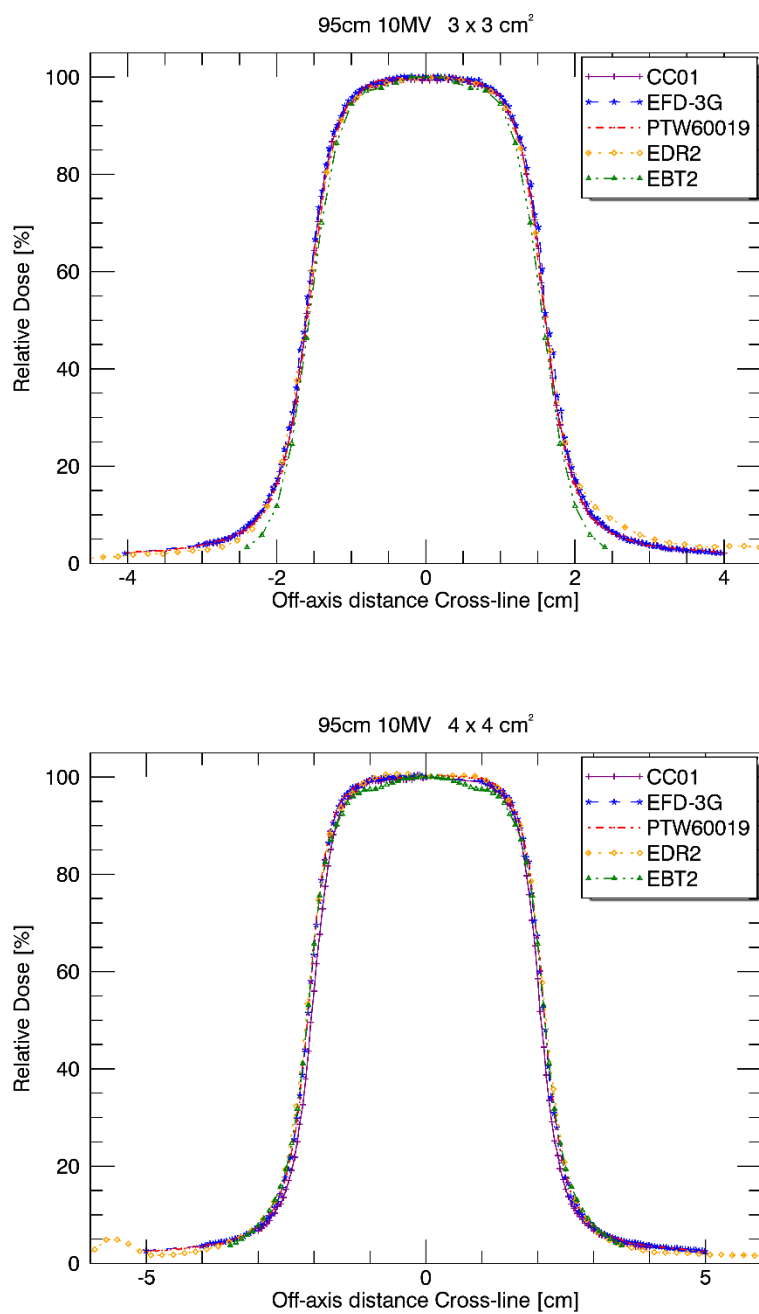 95cm 10MV 3 x 3 cm²
CC01
EFD-3G
PTW60019
EDR2
EBT2
100
80
60
40
20
0
Relative Dose [%]
-4 -2 0 2 4
Off-axis distance Cross-line [cm]
95cm 10MV 4 x 4 cm²
CC01
EFD-3G
PTW60019
EDR2
EBT2
100
80
60
40
20
0
Relative Dose [%]
-5 0 5
Off-axis distance Cross-line [cm]